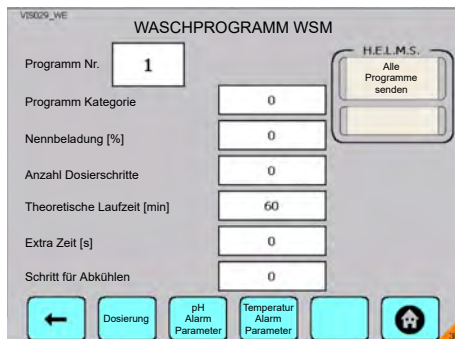 VIS029_WE
WASCHPROGRAMM WSM
H.E.L.M.S.
Programm Nr.
1
Alle
Programme
senden
Programm Kategorie
0
Nennbeladung [%]
0
Anzahl Dosierschritte
0
Theoretische Laufzeit [min]
60
Extra Zeit [s]
0
Schritt für Abkühlen
0
Dosierung
pH
Alarm
Parameter
Temperatur
Alarm
Parameter